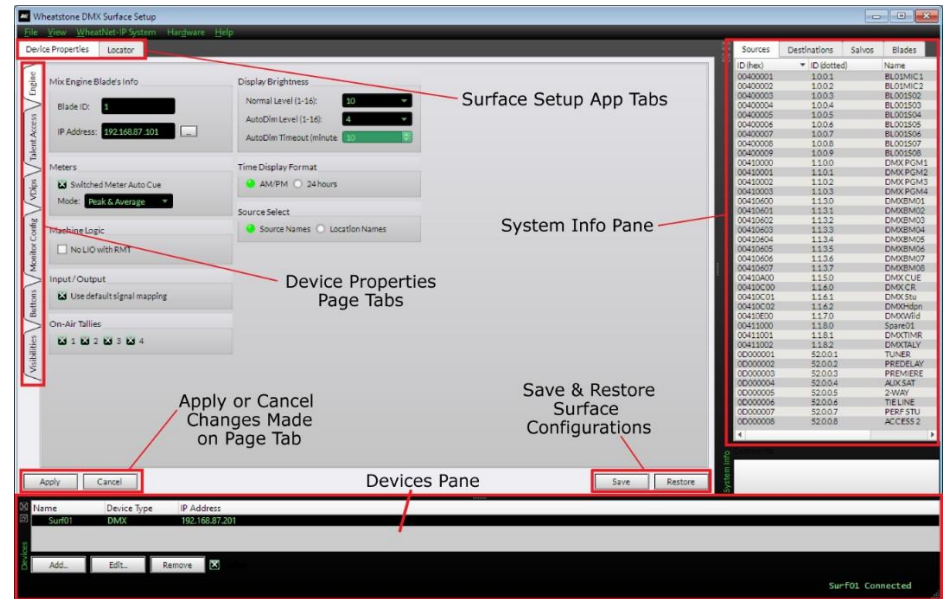 Wheatstone DMX Surface Setup
File View WheatNet-IP System Hardware Help
Device Properties Locator
Engine
Talent Access
VDips
Monitor Config
Buttons
Visibilities
Mix Engine Blade's Info
Blade ID: 1
IP Address: 192.168.87.101 ...
Meters
Switched Meter Auto Cue
Mode: Peak & Average
Machine Logic
No LIO with RMT
Input / Output
Use default signal mapping
On-Air Tallies
1 2 3 4
Display Brightness
Normal Level (1-16): 10
AutoDim Level (1-16): 4
AutoDim Timeout (minute 10
Time Display Format
AM/PM 24 hours
Source Select
Source Names Location Names
Surface Setup App Tabs
System Info Pane
Device Properties
Page Tabs
Apply or Cancel
Changes Made
on Page Tab
Save & Restore
Surface
Configurations
Devices Pane
Apply Cancel
Save Restore
Sources Destinations Salvos Blades
ID (hex) ID (dotted) Name
00400001 1.0.0.1 BL01MIC1
00400002 1.0.0.2 BL01MIC2
00400003 1.0.0.3 BL001S02
00400004 1.0.0.4 BL001S03
00400005 1.0.0.5 BL001S04
00400006 1.0.0.6 BL001S05
00400007 1.0.0.7 BL001S06
00400008 1.0.0.8 BL001S07
00400009 1.0.0.9 BL001S08
00410000 1.1.0.0 DMX PGM1
00410001 1.1.0.1 DMX PGM2
00410002 1.1.0.2 DMX PGM3
00410003 1.1.0.3 DMX PGM4
00410600 1.1.3.0 DMXBM01
00410601 1.1.3.1 DMXBM02
00410602 1.1.3.2 DMXBM03
00410603 1.1.3.3 DMXBM04
00410604 1.1.3.4 DMXBM05
00410605 1.1.3.5 DMXBM06
00410606 1.1.3.6 DMXBM07
00410607 1.1.3.7 DMXBM08
00410A00 1.1.5.0 DMX CUE
00410C00 1.1.6.0 DMX CR
00410C01 1.1.6.1 DMX Stu
00410C02 1.1.6.2 DMXHdpn
00410E00 1.1.7.0 DMXWild
00411000 1.1.8.0 Spare01
00411001 1.1.8.1 DMXTIMR
00411002 1.1.8.2 DMXTALY
0D000001 52.0.0.1 TUNER
0D000002 52.0.0.2 PREDELAY
0D000003 52.0.0.3 PREMIERE
0D000004 52.0.0.4 AUX SAT
0D000005 52.0.0.5 2-WAY
0D000006 52.0.0.6 TIE LINE
0D000007 52.0.0.7 PERF STU
0D000008 52.0.0.8 ACCESS 2
System Info
Devices
Name Device Type IP Address
Surf01 DMX 192.168.87.201
Add... Edit... Remove
Surf01 Connected